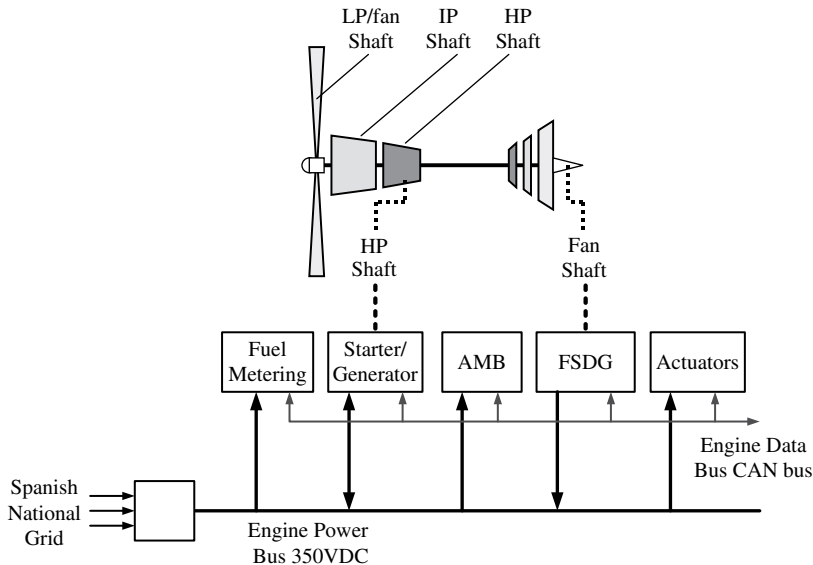 LP/fan
Shaft
IP
Shaft
HP
Shaft
HP
Shaft
Fan
Shaft
Fuel
Metering
Starter/
Generator
AMB
FSDG
Actuators
Engine Data
Bus CAN bus
Spanish
National
Grid
Engine Power
Bus 350VDC